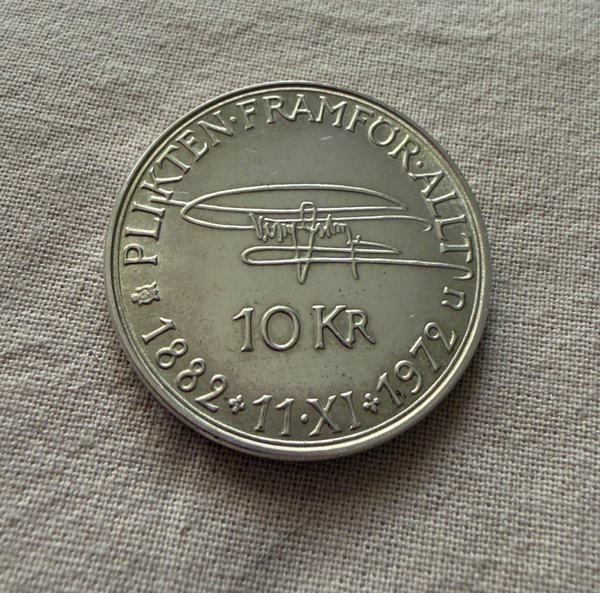 PLIKTEN·FRAMFÖR·ALLT
10 KR
1882 11·XI 1972